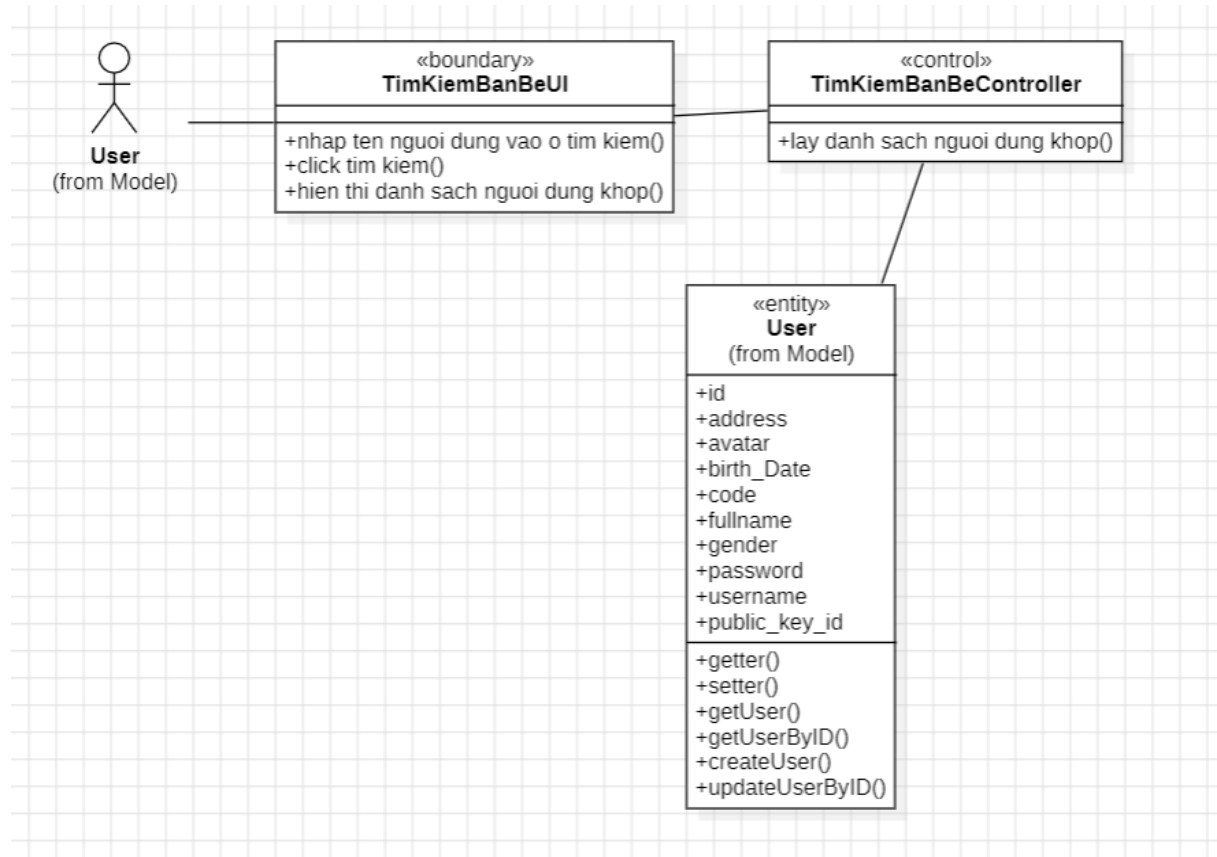 «boundary»
TimKiemBanBeUI
+nhap ten nguoi dung vao o tim kiem()
+click tim kiem()
+hien thi danh sach nguoi dung khop()
«control»
TimKiemBanBeController
+lay danh sach nguoi dung khop()
User
(from Model)
«entity»
User
(from Model)
+id
+address
+avatar
+birth_Date
+code
+fullname
+gender
+password
+username
+public_key_id
+getter()
+setter()
+getUser()
+getUserByID()
+createUser()
+updateUserByID()